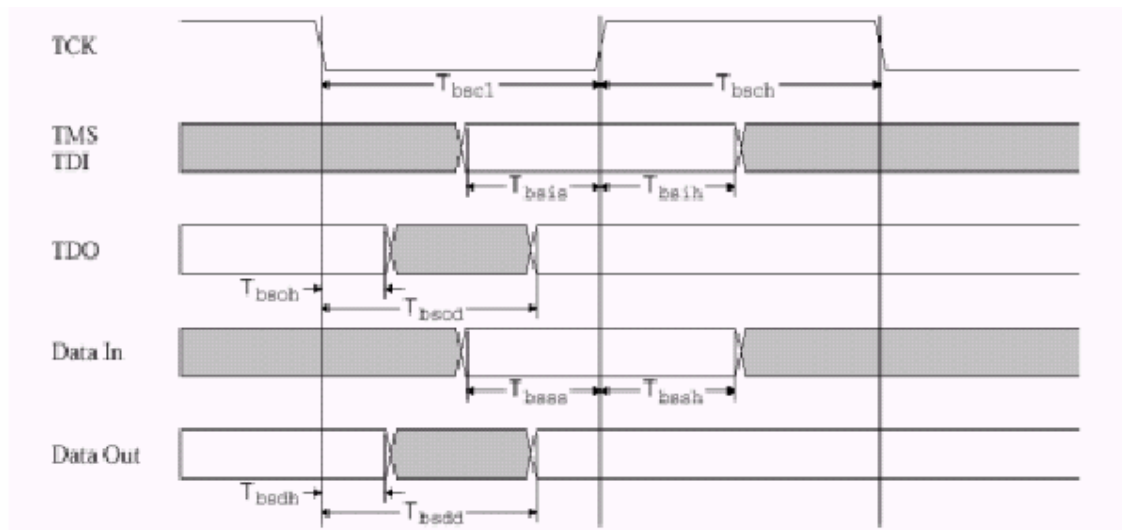 TCK
Tbscl Tbsch
TMS
TDI
Tbsis Tbsih
TDO
Tbsoh
Tbsod
Data In
Tbsss Tbssh
Data Out
Tbsdh
Tbsdd